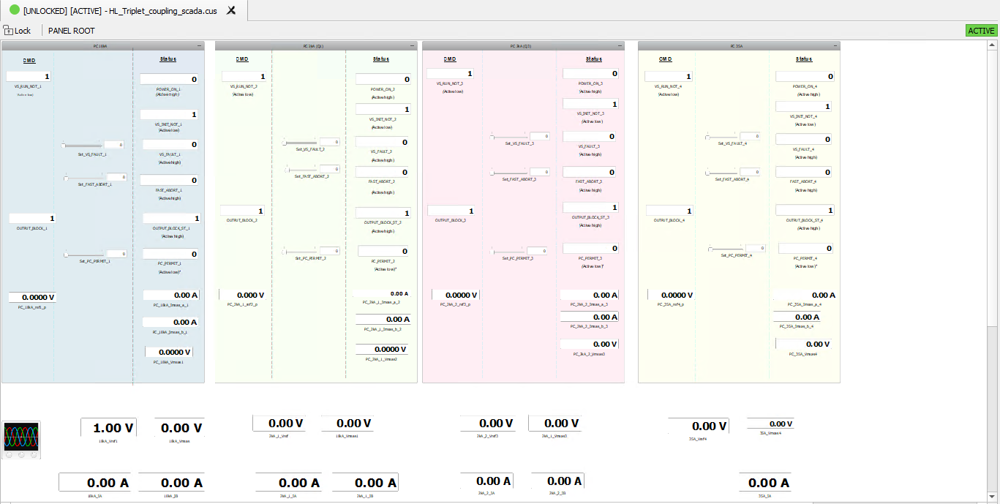 [UNLOCKED] [ACTIVE] - HL_Triplet_coupling_scada.cus X
Lock PANEL ROOT ACTIVE
PC 18kA
CMD Status
1
VS_RUN_NOT_1
(Active low)
0
POWER_ON_1
(Active high)
1
VS_INIT_NOT_1
(Active low)
0
Set_VS_FAULT_1
0
VS_FAULT_1
(Active high)
0
Set_FAST_ABORT_1
0
FAST_ABORT_1
(Active high)
1
OUTPUT_BLOCK_1
1
OUTPUT_BLOCK_ST_1
(Active high)
0
Set_PC_PERMIT_1
0
PC_PERMIT_1
(Active low)*
0.0000 V
PC_18kA_ref1_p
0.00 A
PC_18kA_Imeas_a_1
0.00 A
PC_18kA_Imeas_b_1
0.0000 V
PC_18kA_Vmeas1
PC 2kA (Q1)
CMD Status
1
VS_RUN_NOT_2
(Active low)
0
POWER_ON_2
(Active high)
1
VS_INIT_NOT_2
(Active low)
0
Set_VS_FAULT_2
0
VS_FAULT_2
(Active high)
0
Set_FAST_ABORT_2
0
FAST_ABORT_2
(Active high)
1
OUTPUT_BLOCK_2
1
OUTPUT_BLOCK_ST_2
(Active high)
0
Set_PC_PERMIT_2
0
PC_PERMIT_2
(Active low)*
0.000 V
PC_2kA_1_ref2_p
0.00 A
PC_2kA_1_Imeas_a_2
0.00 A
PC_2kA_1_Imeas_b_2
0.0000 V
PC_2kA_1_Vmeas2
PC 2kA (Q3)
CMD Status
1
VS_RUN_NOT_3
(Active low)
0
POWER_ON_3
(Active high)
1
VS_INIT_NOT_3
(Active low)
0
Set_VS_FAULT_3
0
VS_FAULT_3
(Active high)
0
Set_FAST_ABORT_3
0
FAST_ABORT_3
(Active high)
1
OUTPUT_BLOCK_3
1
OUTPUT_BLOCK_ST_3
(Active high)
0
Set_PC_PERMIT_3
0
PC_PERMIT_3
(Active low)*
0.0000 V
PC_2kA_2_ref3_p
0.00 A
PC_2kA_2_Imeas_a_3
0.00 A
PC_2kA_2_Imeas_b_3
0.00 V
PC_2kA_2_Vmeas3
PC 35A
CMD Status
1
VS_RUN_NOT_4
(Active low)
0
POWER_ON_4
(Active high)
1
VS_INIT_NOT_4
(Active low)
0
Set_VS_FAULT_4
0
VS_FAULT_4
(Active high)
0
Set_FAST_ABORT_4
0
FAST_ABORT_4
(Active high)
1
OUTPUT_BLOCK_4
1
OUTPUT_BLOCK_ST_4
(Active high)
0
Set_PC_PERMIT_4
0
PC_PERMIT_4
(Active low)*
0.000 V
PC_35A_ref4_p
0.00 A
PC_35A_Imeas_a_4
0.00 A
PC_35A_Imeas_b_4
0.00 V
PC_35A_Vmeas4
1.00 V 0.00 V 0.00 V 0.00 V 0.00 V 0.00 V 0.00 V 0.00 V
18kA_Vref1 18kA_Vmeas 2kA_1_Vref 2kA_1_Vmeas1 2kA_2_Vref3 2kA_1_Vmeas3 35A_Vref4 35A_Vmeas4
0.00 A 0.00 A 0.00 A 0.00 A 0.00 A 0.00 A 0.00 A
18kA_IA 18kA_IB 2kA_1_IA 2kA_1_IB 2kA_2_IA 2kA_2_IB 35A_IA